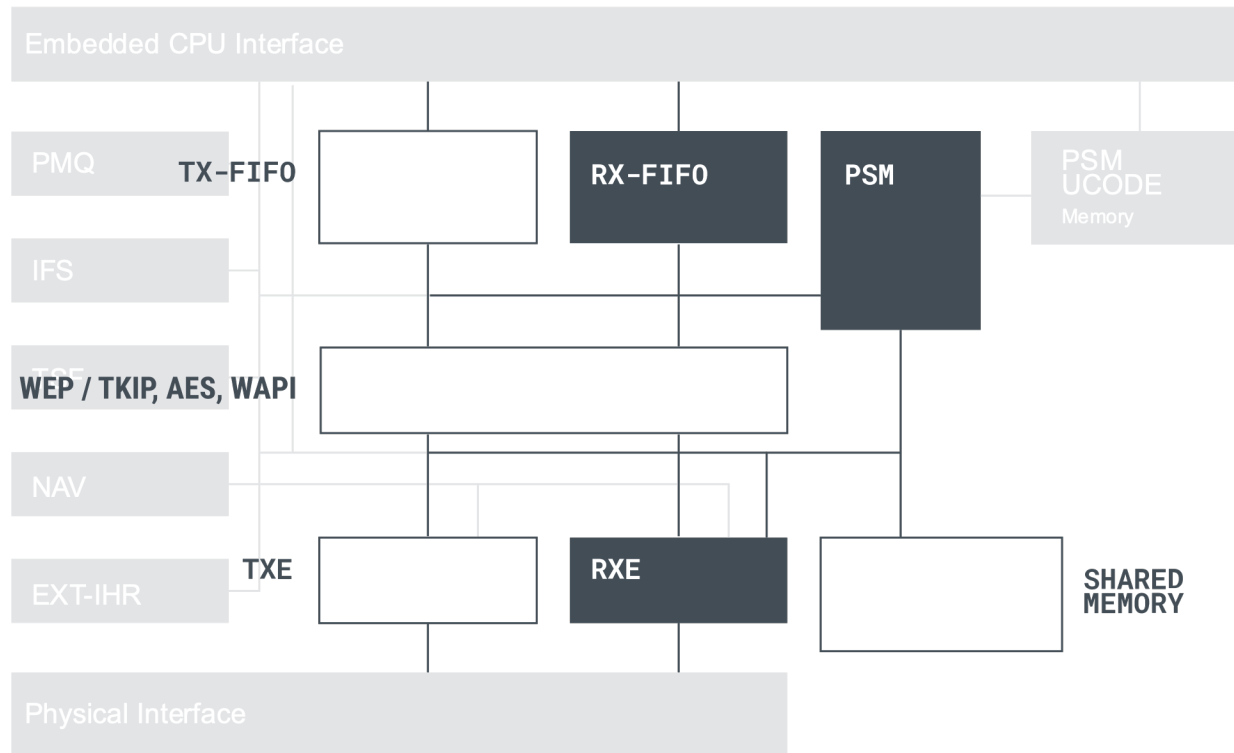 Embedded CPU Interface
PMQ
TX-FIFO
RX-FIFO
PSM
PSM
UCODE
Memory
IFS
TSF
WEP / TKIP, AES, WAPI
NAV
EXT-IHR
TXE
RXE
SHARED
MEMORY
Physical Interface